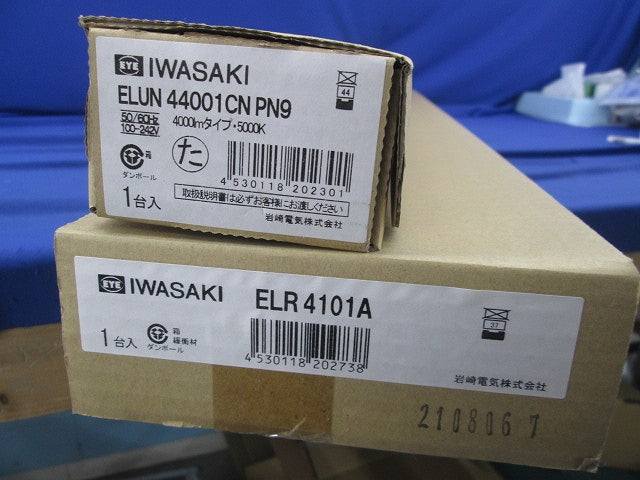 EYE IWASAKI
ELUN 44001CN PN9
50/60Hz
100-242V
4000lmタイプ・5000K
44
た
箱
ダンボール
4 530118 202301
1台入
取扱説明書は必ずお客様にお渡しください
岩崎電気株式会社
EYE IWASAKI
ELR 4101A
37
1台入
箱
緩衝材
ダンボール
4 530118 202738
岩崎電気株式会社
2108067